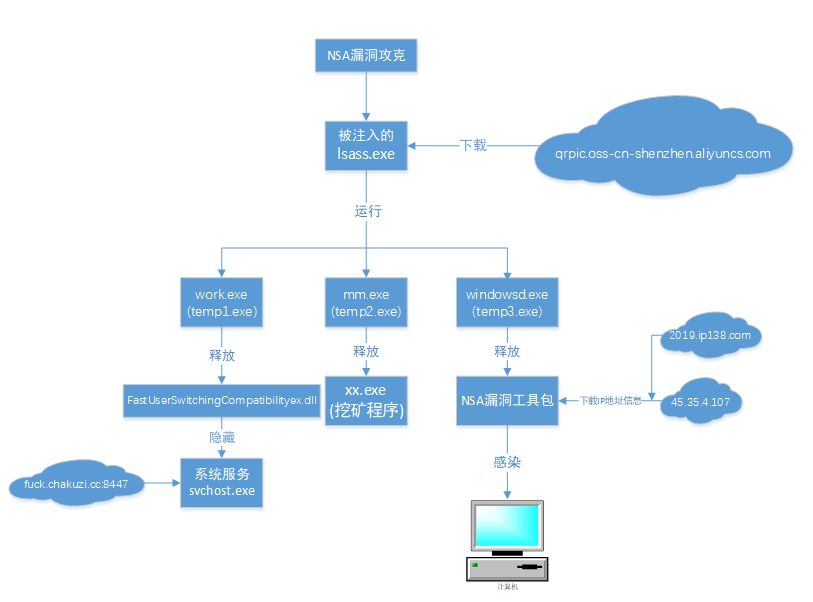 NSA漏洞攻克
被注入的
lsass.exe
下载
qrpic.oss-cn-shenzhen.aliyuncs.com
运行
work.exe
(temp1.exe)
mm.exe
(temp2.exe)
windowsd.exe
(temp3.exe)
2019.ip138.com
释放
释放
释放
FastUserSwitchingCompatibilityex.dll
xx.exe
(挖矿程序)
NSA漏洞工具包
下载IP地址信息
45.35.4.107
隐藏
系统服务
svchost.exe
fuck.chakuzi.cc:8447
感染
计算机